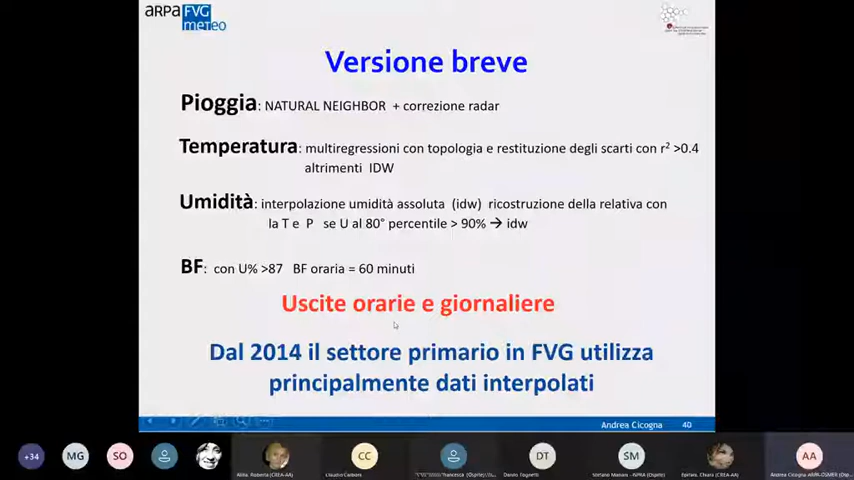 arpa FVG
meteo
Versione breve
Pioggia: NATURAL NEIGHBOR + correzione radar
Temperatura: multiregressioni con topologia e restituzione degli scarti con r² >0.4
altrimenti IDW
Umidità: interpolazione umidità assoluta (idw) ricostruzione della relativa con
la T e P se U al 80° percentile > 90% → idw
BF: con U% >87 BF oraria = 60 minuti
Uscite orarie e giornaliere
Dal 2014 il settore primario in FVG utilizza
principalmente dati interpolati
Andrea Cicogna 40
+34 MG SO CC DT SM AA